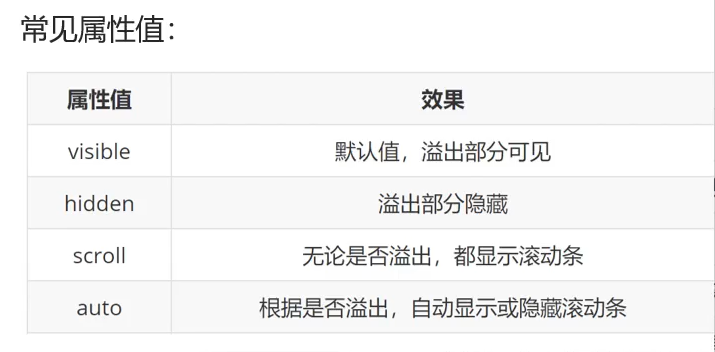 常见属性值：
属性值 效果
visible 默认值，溢出部分可见
hidden 溢出部分隐藏
scroll 无论是否溢出，都显示滚动条
auto 根据是否溢出，自动显示或隐藏滚动条